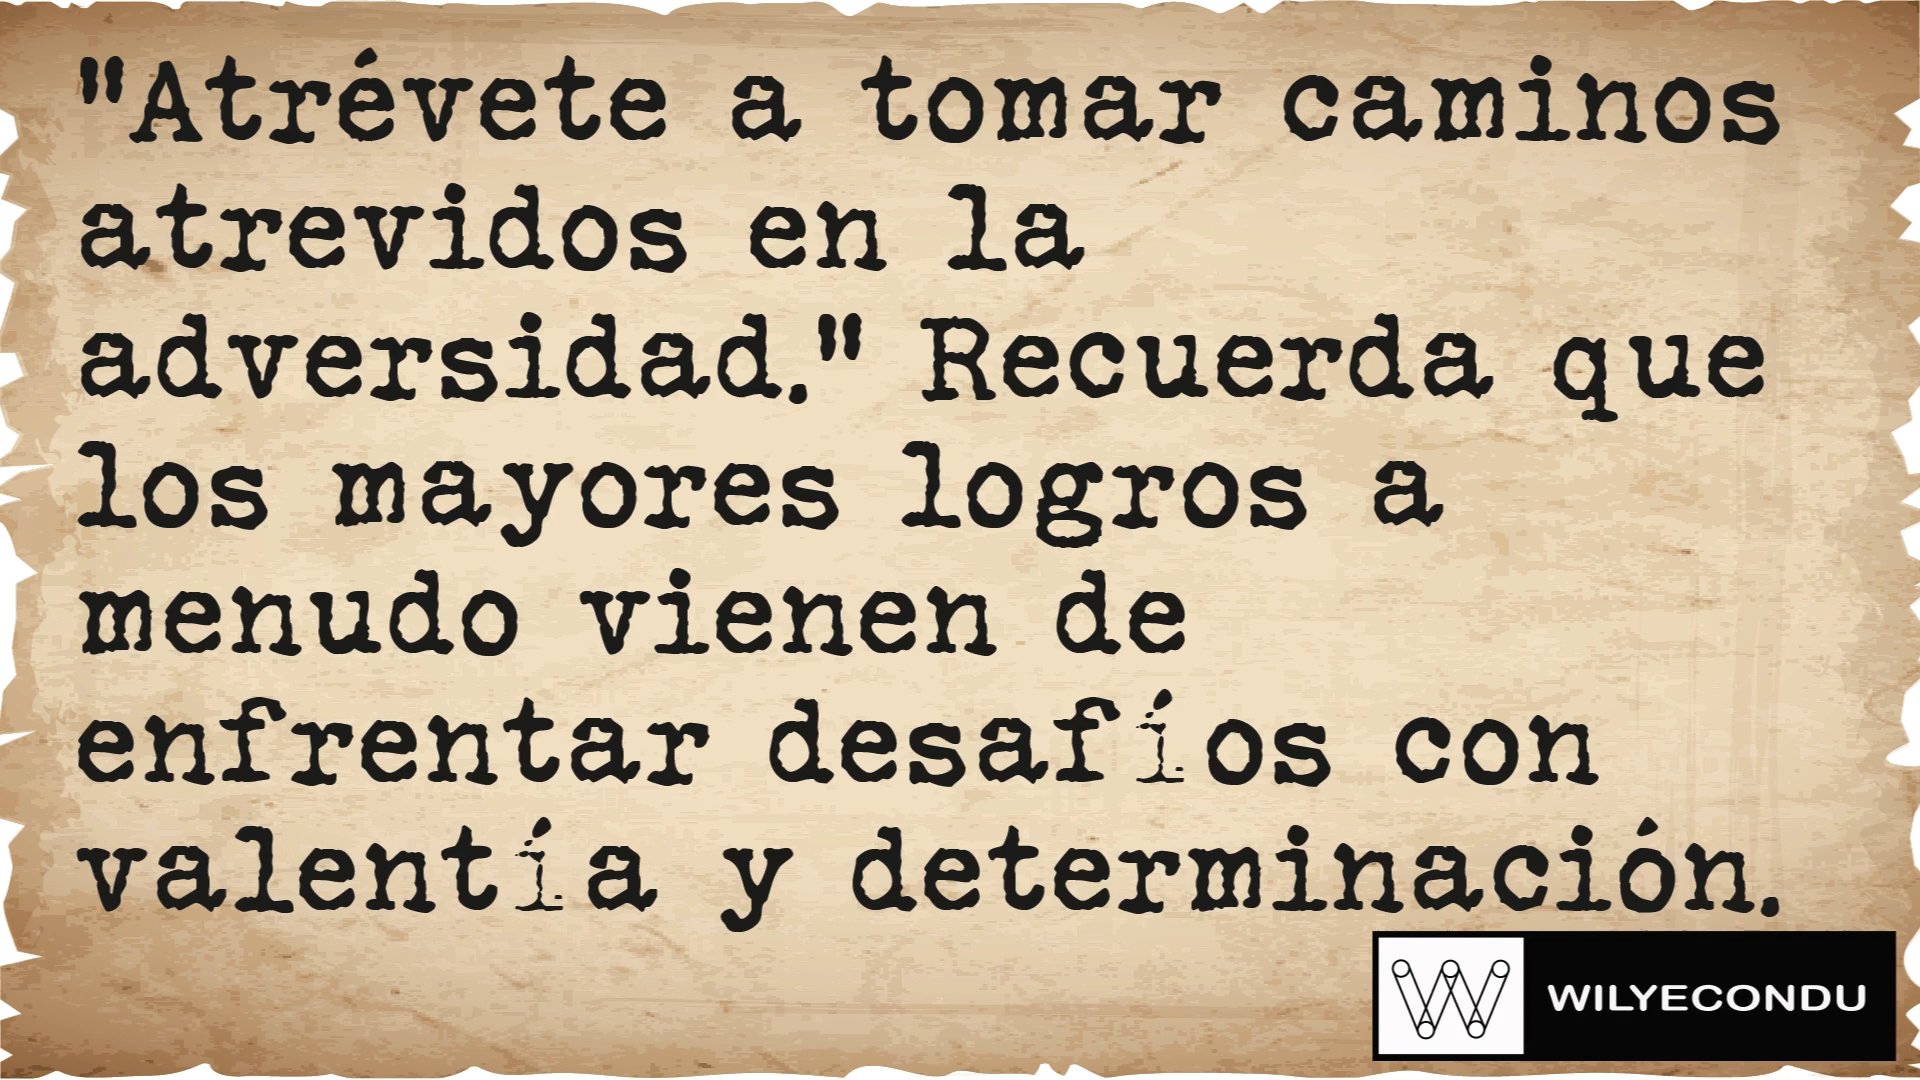 "Atrévete a tomar caminos
atrevidos en la
adversidad." Recuerda que
los mayores logros a
menudo vienen de
enfrentar desafíos con
valentía y determinación.
WILYECONDU